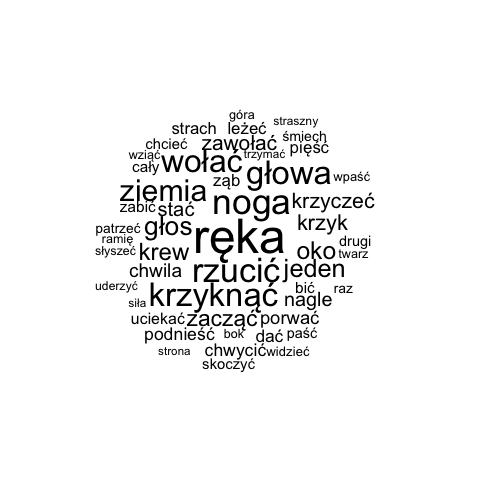 góra
straszny
strach leżeć
śmiech
chcieć zawołać pięść
wziąć wołać trzymać
cały głowa wpaść
ziemia ząb
zabić stać noga krzyczeć
patrzeć głos ręka krzyk
ramię drugi
słyszeć krew oko twarz
chwila rzucić jeden
uderzyć krzyknąć bić raz
siła nagle
uciekać zacząć porwać
podnieść bok dać paść
strona chwycić widzieć
skoczyć